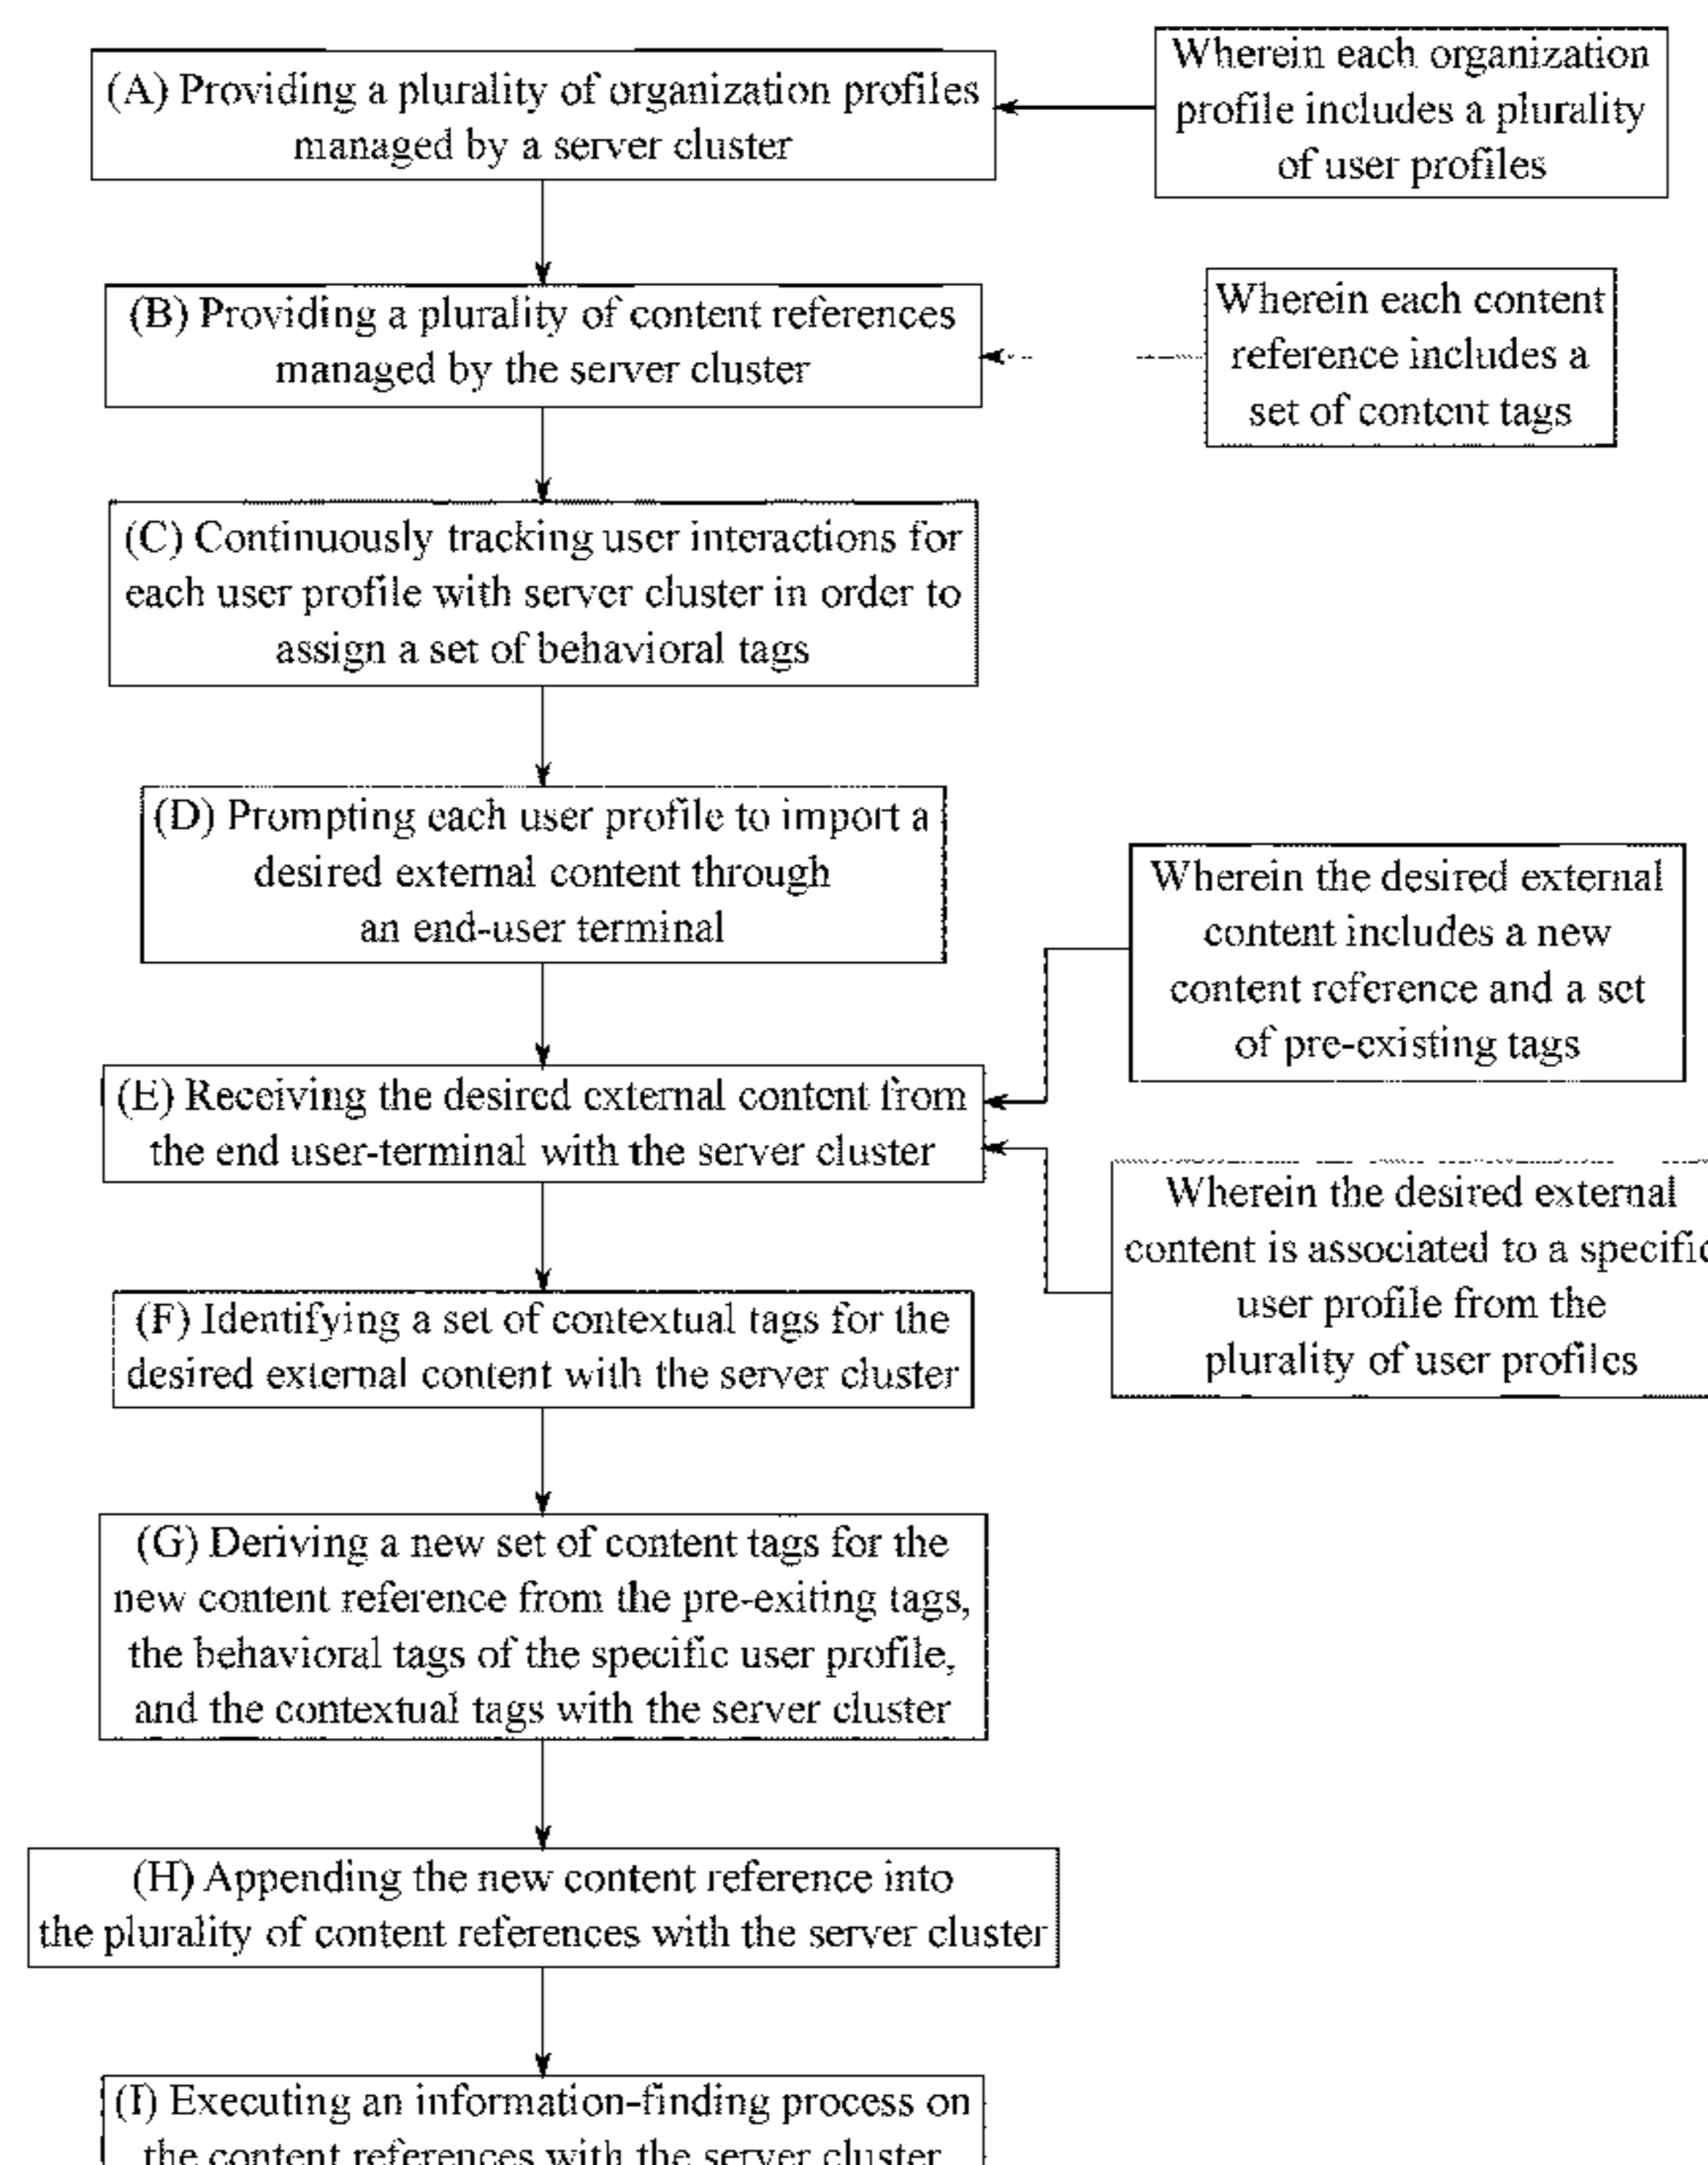 (A) Providing a plurality of organization profiles
managed by a server cluster
Wherein each organization
profile includes a plurality
of user profiles
(B) Providing a plurality of content references
managed by the server cluster
Wherein each content
reference includes a
set of content tags
(C) Continuously tracking user interactions for
each user profile with server cluster in order to
assign a set of behavioral tags
(D) Prompting each user profile to import a
desired external content through
an end-user terminal
Wherein the desired external
content includes a new
content reference and a set
of pre-existing tags
(E) Receiving the desired external content from
the end user-terminal with the server cluster
Wherein the desired external
content is associated to a specific
user profile from the
plurality of user profiles
(F) Identifying a set of contextual tags for the
desired external content with the server cluster
(G) Deriving a new set of content tags for the
new content reference from the pre-exiting tags,
the behavioral tags of the specific user profile,
and the contextual tags with the server cluster
(H) Appending the new content reference into
the plurality of content references with the server cluster
(I) Executing an information-finding process on
the content references with the server cluster